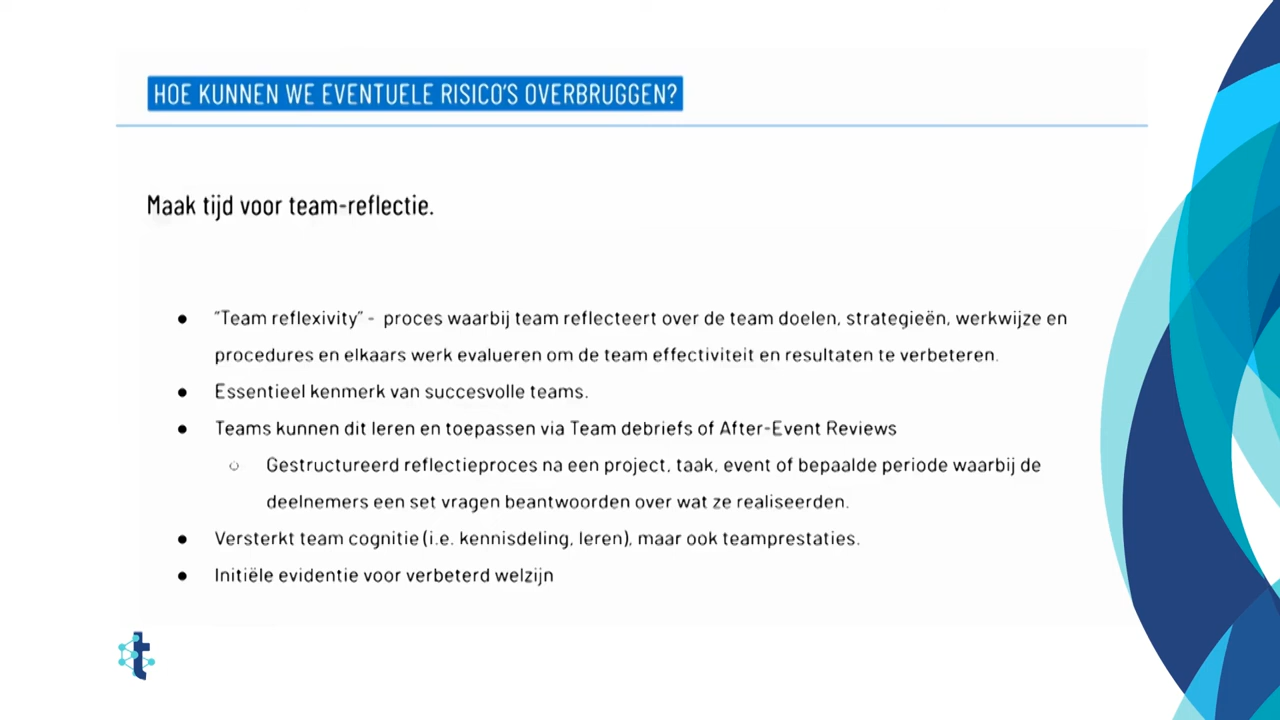 HOE KUNNEN WE EVENTUELE RISICO'S OVERBRUGGEN?
Maak tijd voor team-reflectie.
● "Team reflexivity" - proces waarbij team reflecteert over de team doelen, strategieën, werkwijze en
procedures en elkaars werk evalueren om de team effectiviteit en resultaten te verbeteren.
● Essentieel kenmerk van succesvolle teams.
● Teams kunnen dit leren en toepassen via Team debriefs of After-Event Reviews
○ Gestructureerd reflectieproces na een project, taak, event of bepaalde periode waarbij de
deelnemers een set vragen beantwoorden over wat ze realiseerden.
● Versterkt team cognitie (i.e. kennisdeling, leren), maar ook teamprestaties.
● Initiële evidentie voor verbeterd welzijn
t